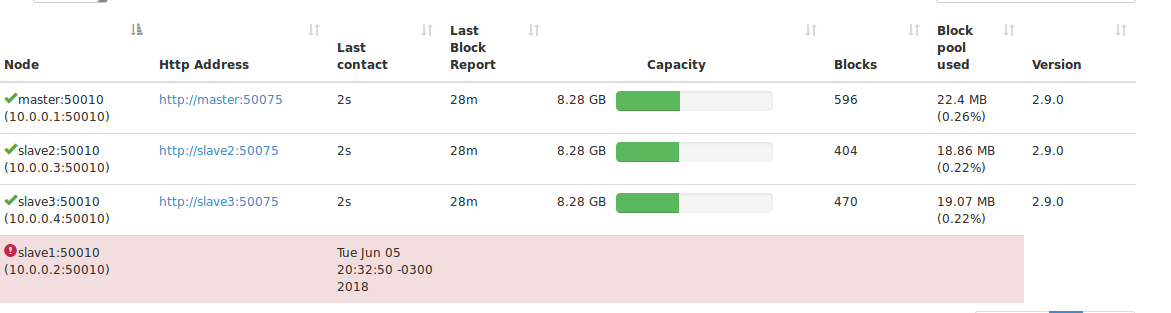 Node Http Address Last contact Last Block Report Capacity Blocks Block pool used Version
master:50010 (10.0.0.1:50010) http://master:50075 2s 28m 8.28 GB 596 22.4 MB (0.26%) 2.9.0
slave2:50010 (10.0.0.3:50010) http://slave2:50075 2s 28m 8.28 GB 404 18.86 MB (0.22%) 2.9.0
slave3:50010 (10.0.0.4:50010) http://slave3:50075 2s 28m 8.28 GB 470 19.07 MB (0.22%) 2.9.0
slave1:50010 (10.0.0.2:50010) Tue Jun 05 20:32:50 -0300 2018